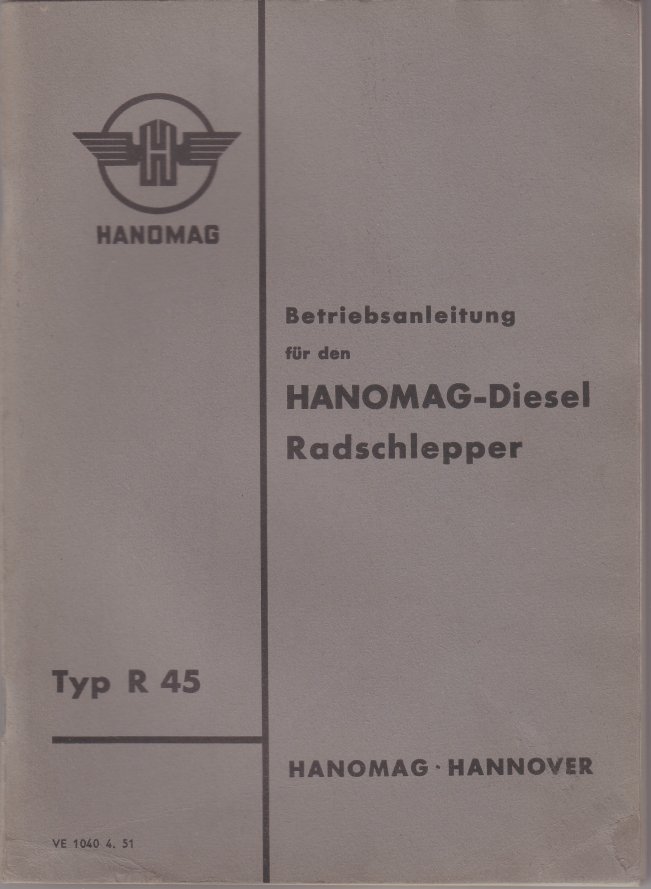 HANOMAG
Betriebsanleitung
für den
HANOMAG-Diesel
Radschlepper
Typ R 45
HANOMAG · HANNOVER
VE 1040 4. 51